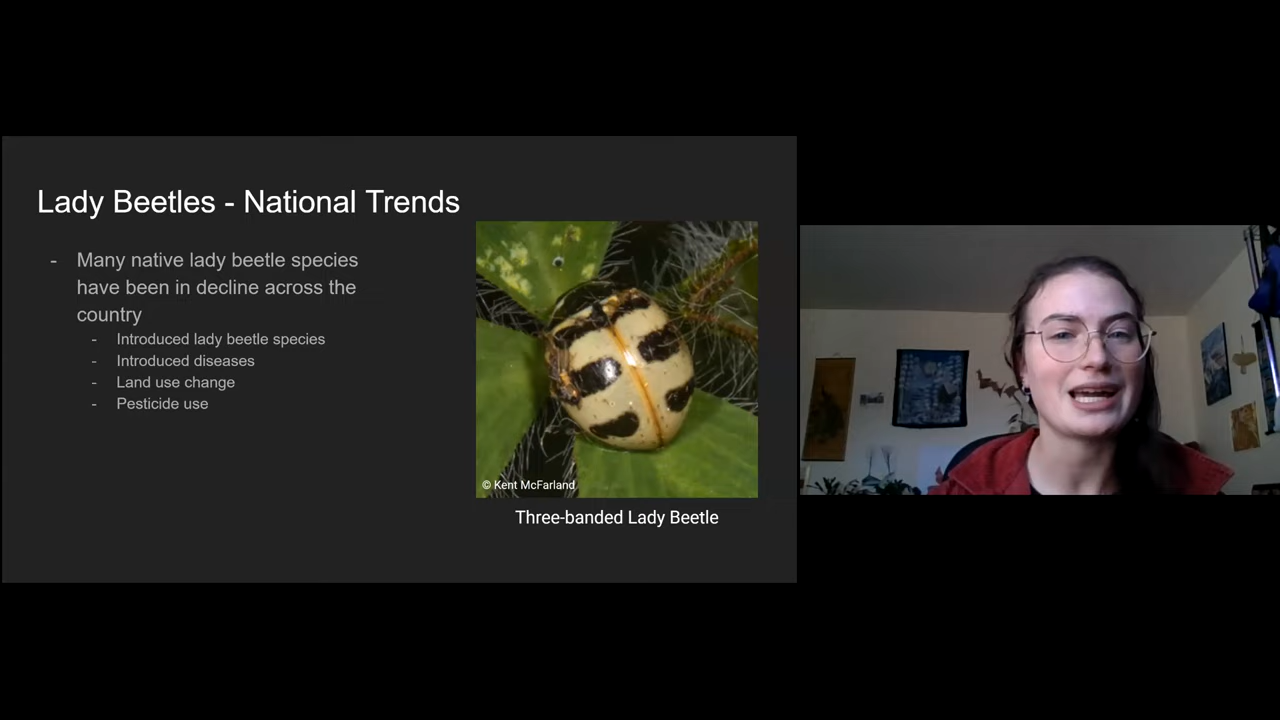 Lady Beetles - National Trends
- Many native lady beetle species
have been in decline across the
country
- Introduced lady beetle species
- Introduced diseases
- Land use change
- Pesticide use
© Kent McFarland
Three-banded Lady Beetle